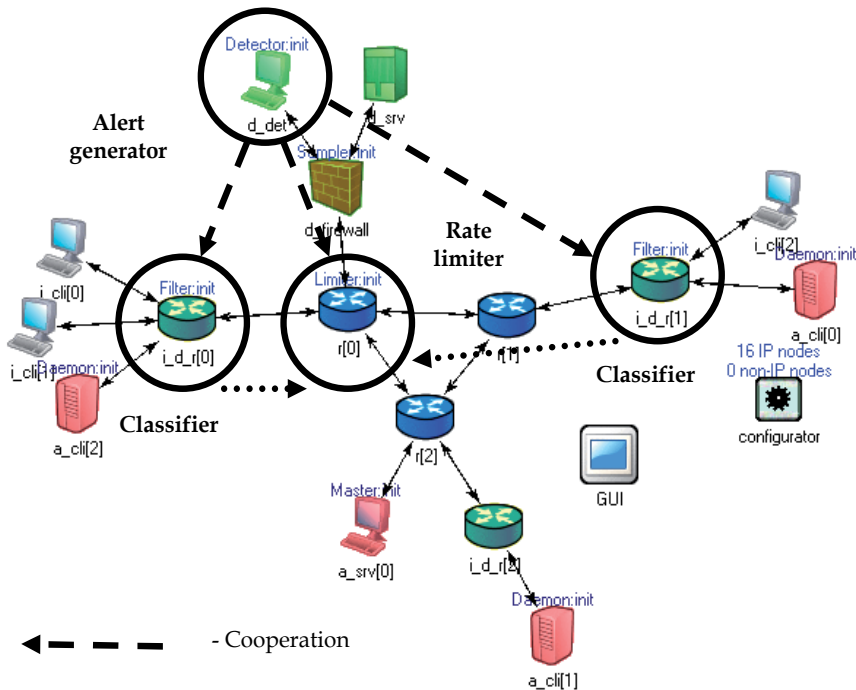 Detector:init
d_det
d_srv
Alert
generator
Sampler:init
d_firewall
Rate
limiter
i_cli[2]
Daemon:init
a_cli[0]
Filter:init
i_d_r[1]
i_cli[0]
Filter:init
i_d_r[0]
Limiter:init
r[0]
r[1]
i_cli[1]
Daemon:init
a_cli[2]
Classifier
Classifier
16 IP nodes
0 non-IP nodes
configurator
r[2]
GUI
Master:init
a_srv[0]
i_d_r[2]
Daemon:init
a_cli[1]
- Cooperation